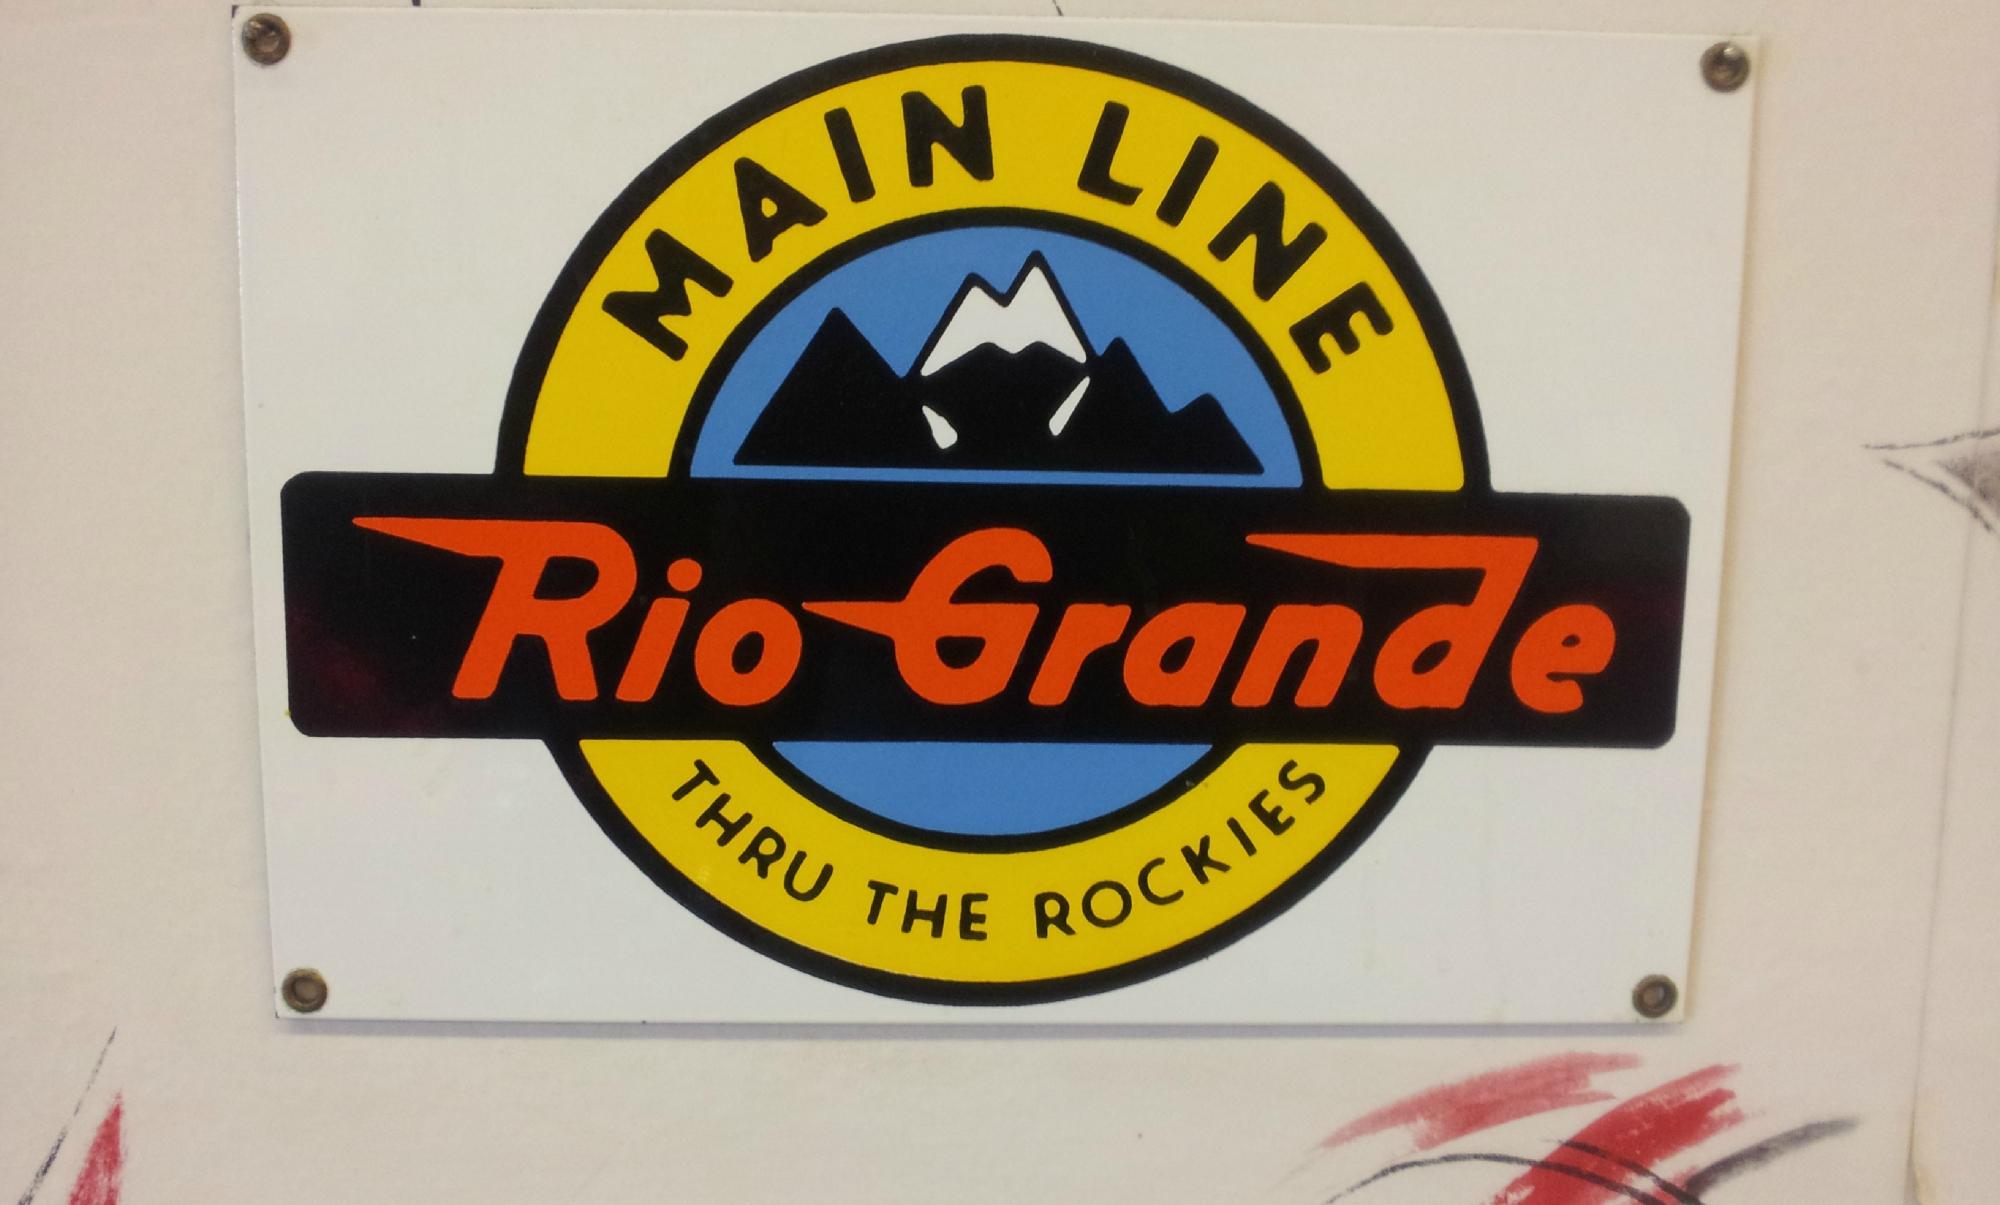 MAIN LINE
Rio Grande
THRU THE ROCKIES